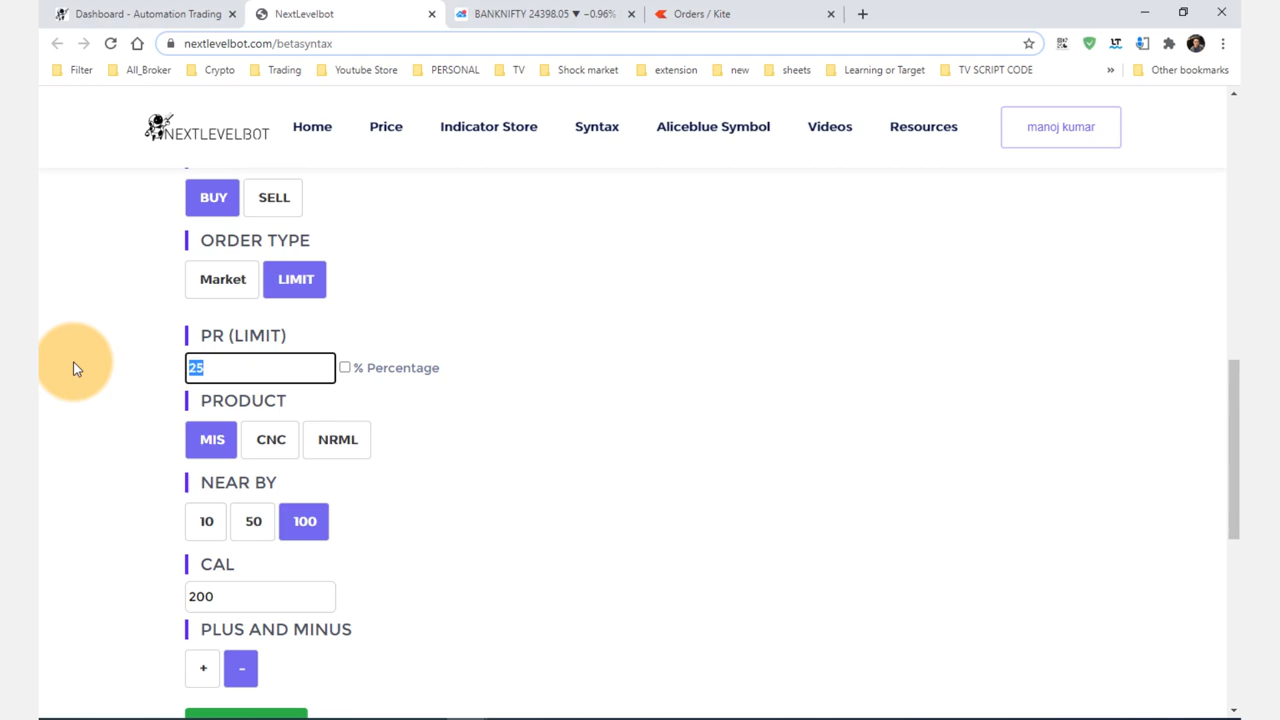 Dashboard - Automation Trading
NextLevelbot
BANKNIFTY 24398.05 ▼ −0.96%
Orders / Kite
nextlevelbot.com/betasyntax
Filter
All_Broker
Crypto
Trading
Youtube Store
PERSONAL
TV
Shock market
extension
new
sheets
Learning or Target
TV SCRIPT CODE
»
Other bookmarks
NEXTLEVELBOT
Home
Price
Indicator Store
Syntax
Aliceblue Symbol
Videos
Resources
manoj kumar
BUY SELL
ORDER TYPE
Market LIMIT
PR (LIMIT)
25 % Percentage
PRODUCT
MIS CNC NRML
NEAR BY
10 50 100
CAL
200
PLUS AND MINUS
+ -